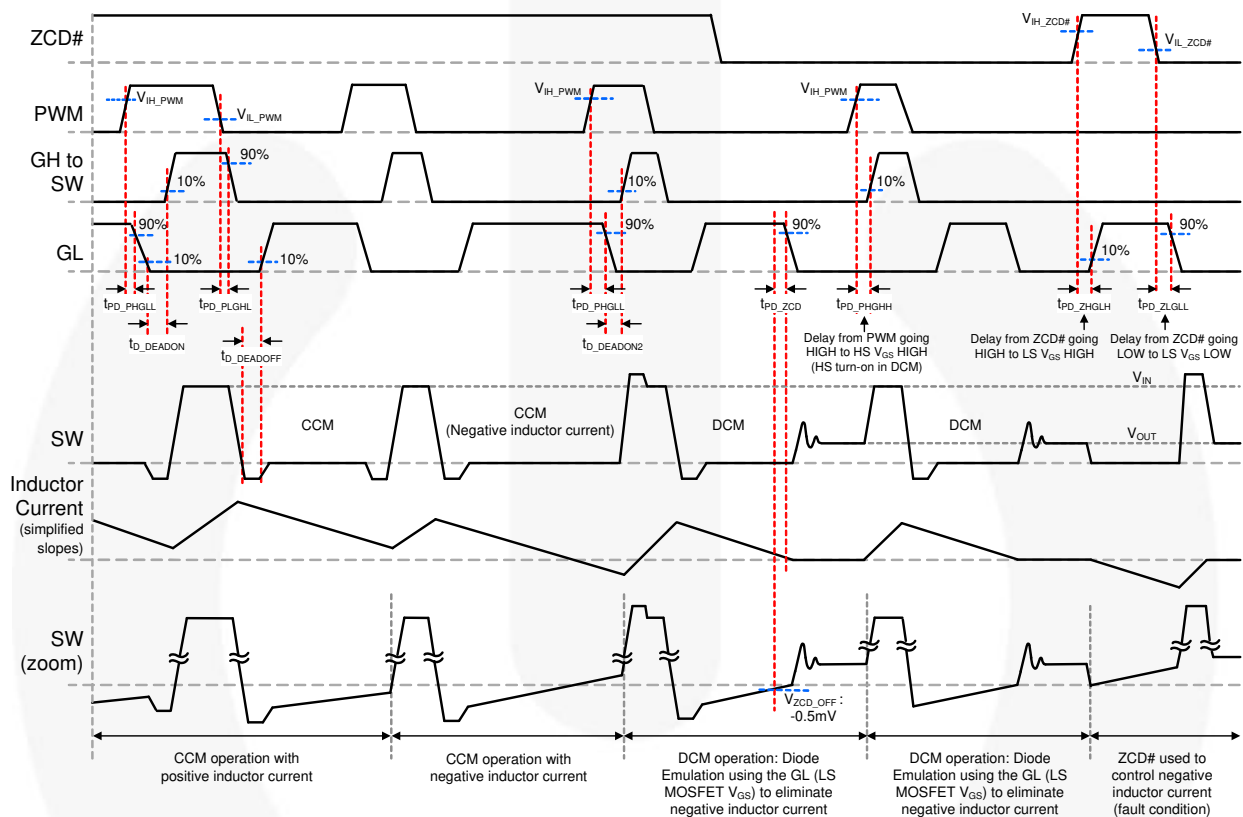 ZCD#
V_IH_ZCD#
V_IL_ZCD#
PWM
V_IH_PWM
V_IL_PWM
V_IH_PWM
V_IH_PWM
GH to
SW
10%
90%
10%
10%
GL
90%
10%
10%
90%
90%
10%
90%
t_PD_PHGLL
t_PD_PLGHL
t_PD_PHGLL
t_PD_ZCD
t_PD_PHGHH
t_PD_ZHGLH
t_PD_ZLGLL
t_D_DEADON
t_D_DEADOFF
t_D_DEADON2
Delay from PWM going
HIGH to HS V_GS HIGH
(HS turn-on in DCM)
Delay from ZCD# going
HIGH to LS V_GS HIGH
Delay from ZCD# going
LOW to LS V_GS LOW
SW
CCM
CCM
(Negative inductor current)
DCM
DCM
V_IN
V_OUT
Inductor
Current
(simplified
slopes)
SW
(zoom)
V_ZCD_OFF :
-0.5mV
CCM operation with
positive inductor current
CCM operation with
negative inductor current
DCM operation: Diode
Emulation using the GL (LS
MOSFET V_GS) to eliminate
negative inductor current
DCM operation: Diode
Emulation using the GL (LS
MOSFET V_GS) to eliminate
negative inductor current
ZCD# used to
control negative
inductor current
(fault condition)